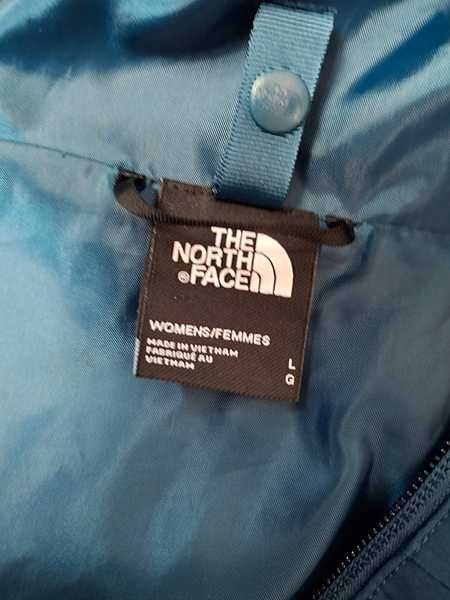 THE
NORTH
®FACE
WOMENS/FEMMES
MADE IN VIETNAM
FABRIQUÉ AU
VIETNAM
L
G